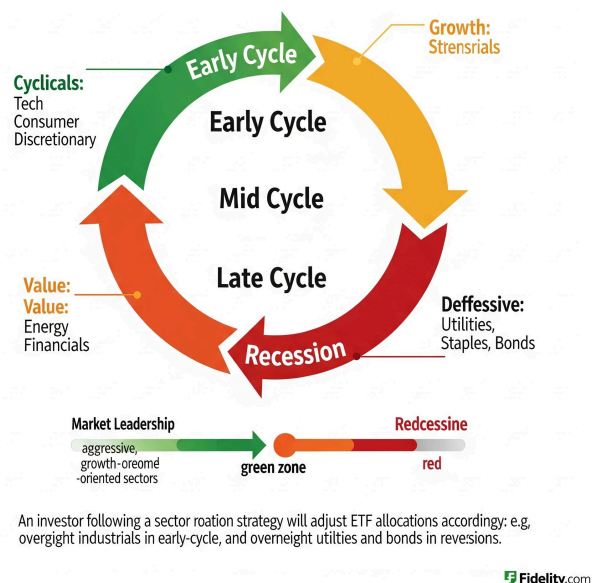 Early Cycle
Growth:
Strensrials
Cyclicals:
Tech
Consumer
Discretionary
Early Cycle
Mid Cycle
Late Cycle
Value:
Value:
Energy
Financials
Deffessive:
Utilities,
Staples, Bonds
Recession
Market Leadership
aggressive,
growth-oreomd
-oriented sectors
green zone
Redcessine
red
An investor following a sector roation strategy will adjust ETF allocations accordingy: e.g,
overgight industrials in early-cycle, and overneight utilties and bonds in revesions.
Fidelity.com